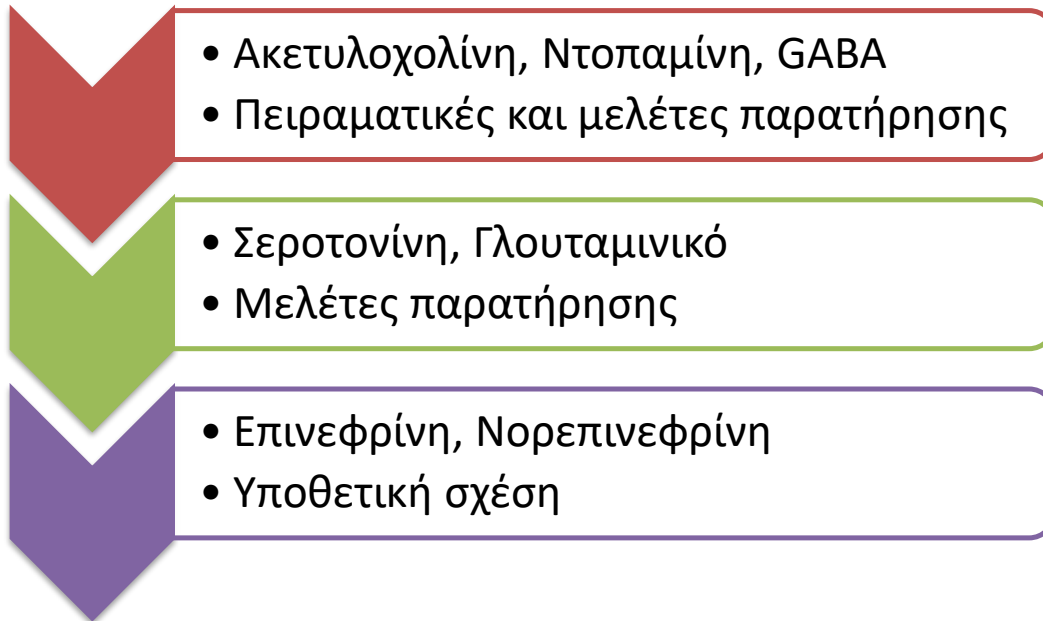 • Ακετυλοχολίνη, Ντοπαμίνη, GABA
• Πειραματικές και μελέτες παρατήρησης
• Σεροτονίνη, Γλουταμινικό
• Μελέτες παρατήρησης
• Επινεφρίνη, Νορεπινεφρίνη
• Υποθετική σχέση